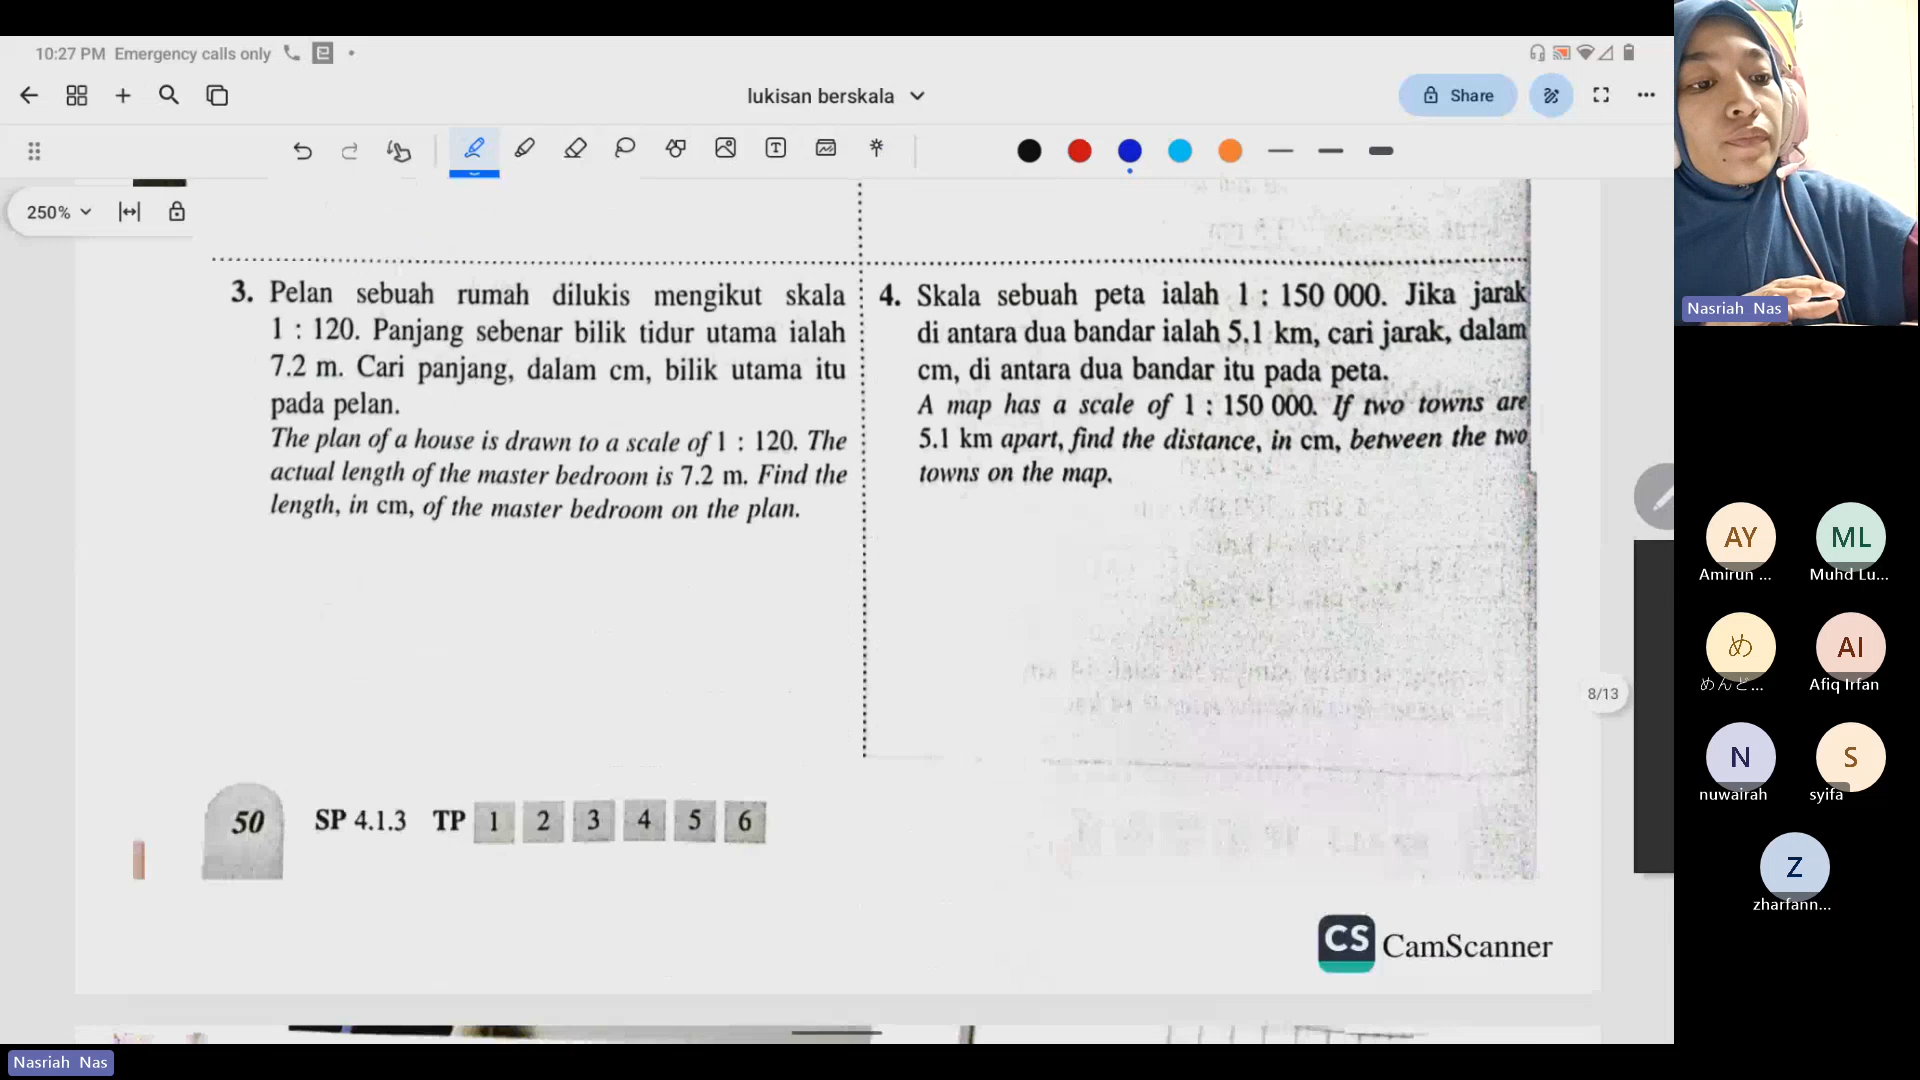 10:27 PM Emergency calls only
lukisan berskala
Share
250%
3. Pelan sebuah rumah dilukis mengikut skala
1 : 120. Panjang sebenar bilik tidur utama ialah
7.2 m. Cari panjang, dalam cm, bilik utama itu
pada pelan.
The plan of a house is drawn to a scale of 1 : 120. The
actual length of the master bedroom is 7.2 m. Find the
length, in cm, of the master bedroom on the plan.
4. Skala sebuah peta ialah 1 : 150 000. Jika jarak
di antara dua bandar ialah 5.1 km, cari jarak, dalam
cm, di antara dua bandar itu pada peta.
A map has a scale of 1 : 150 000. If two towns are
5.1 km apart, find the distance, in cm, between the two
towns on the map.
8/13
50 SP 4.1.3 TP 1 2 3 4 5 6
CS CamScanner
Nasriah Nas
Nasriah Nas
AY ML
Amirun ... Muhd Lu...
め AI
めんど... Afiq Irfan
N S
nuwairah syifa
Z
zharfann...